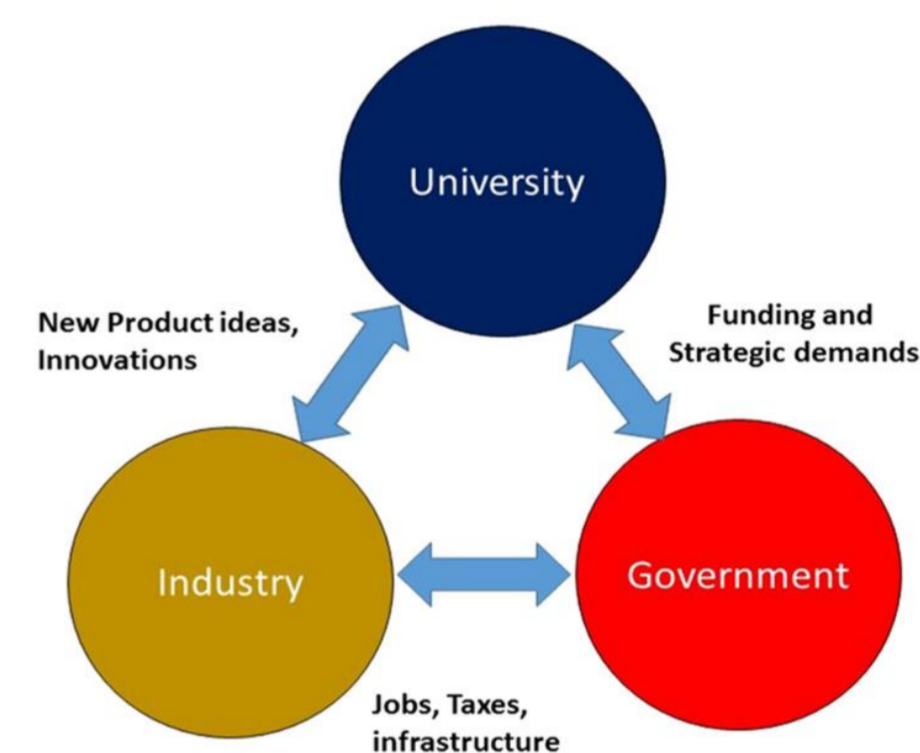 University
New Product ideas,
Innovations
Funding and
Strategic demands
Industry
Government
Jobs, Taxes,
infrastructure